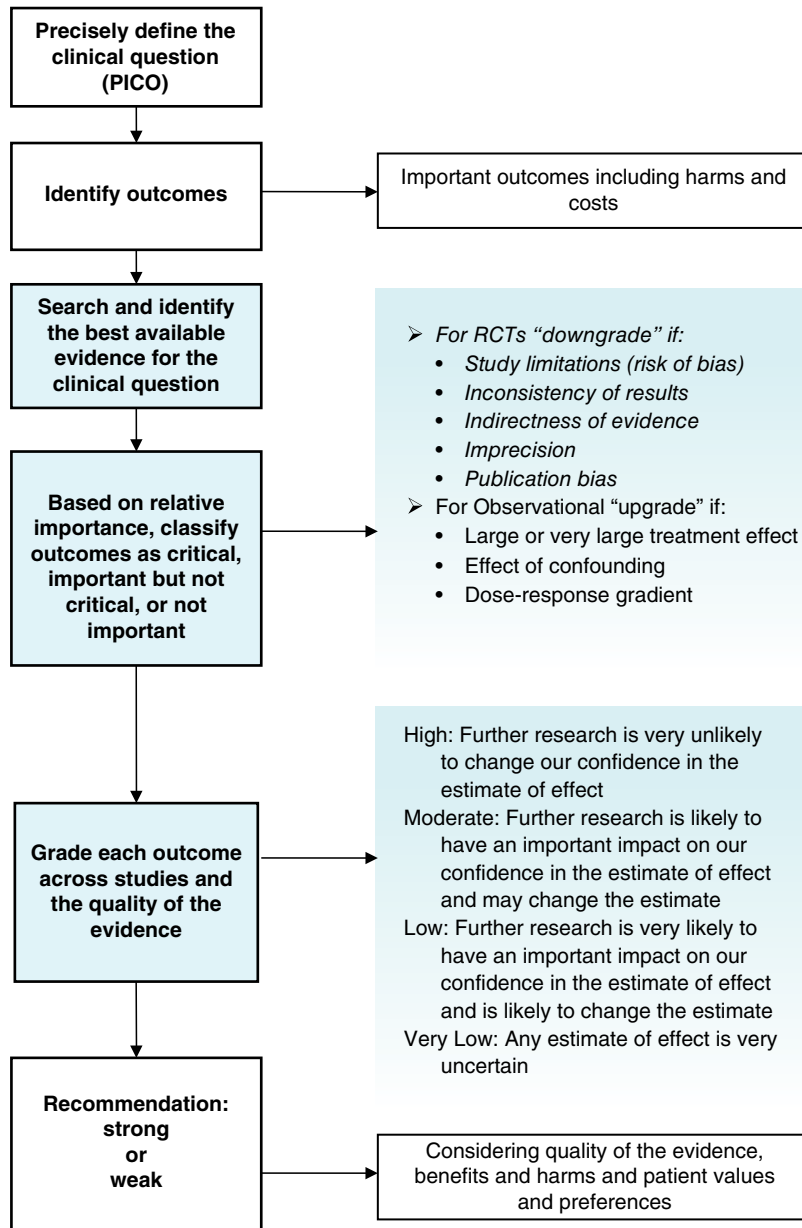 Precisely define the
clinical question
(PICO)
Identify outcomes
Important outcomes including harms and
costs
Search and identify
the best available
evidence for the
clinical question
Based on relative
importance, classify
outcomes as critical,
important but not
critical, or not
important
➢ For RCTs “downgrade” if:
• Study limitations (risk of bias)
• Inconsistency of results
• Indirectness of evidence
• Imprecision
• Publication bias
➢ For Observational “upgrade” if:
• Large or very large treatment effect
• Effect of confounding
• Dose-response gradient
Grade each outcome
across studies and
the quality of the
evidence
High: Further research is very unlikely
to change our confidence in the
estimate of effect
Moderate: Further research is likely to
have an important impact on our
confidence in the estimate of effect
and may change the estimate
Low: Further research is very likely to
have an important impact on our
confidence in the estimate of effect
and is likely to change the estimate
Very Low: Any estimate of effect is very
uncertain
Recommendation:
strong
or
weak
Considering quality of the evidence,
benefits and harms and patient values
and preferences